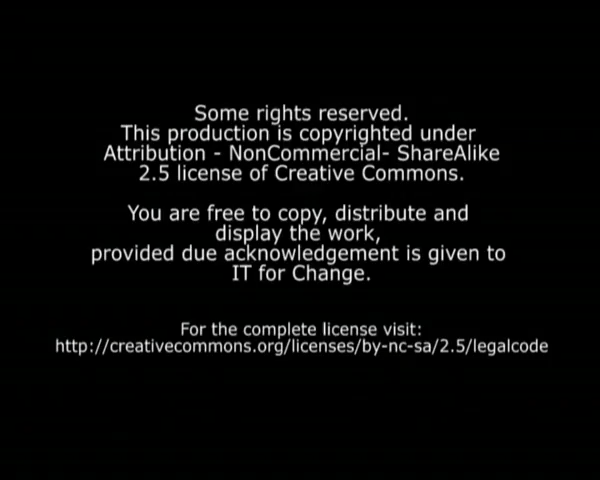 Some rights reserved.
This production is copyrighted under
Attribution - NonCommercial- ShareAlike
2.5 license of Creative Commons.
You are free to copy, distribute and
display the work,
provided due acknowledgement is given to
IT for Change.
For the complete license visit:
http://creativecommons.org/licenses/by-nc-sa/2.5/legalcode